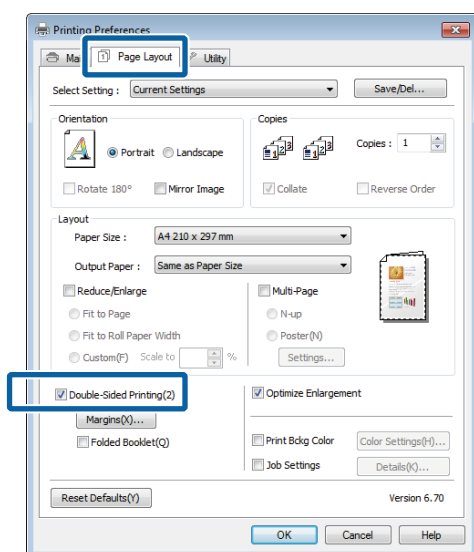 Printing Preferences
Page Layout Utility
Select Setting : Current Settings Save/Del...
Orientation Copies
Portrait Landscape Copies : 1
Rotate 180° Mirror Image Collate Reverse Order
Layout
Paper Size : A4 210 x 297 mm
Output Paper : Same as Paper Size
Reduce/Enlarge Multi-Page
Fit to Page N-up
Fit to Roll Paper Width Poster(N)
Custom(F) Scale to % Settings...
Double-Sided Printing(2) Optimize Enlargement
Margins(X)...
Folded Booklet(Q) Print Bckg Color Color Settings(H)...
Job Settings Details(K)...
Reset Defaults(Y) Version 6.70
OK Cancel Help